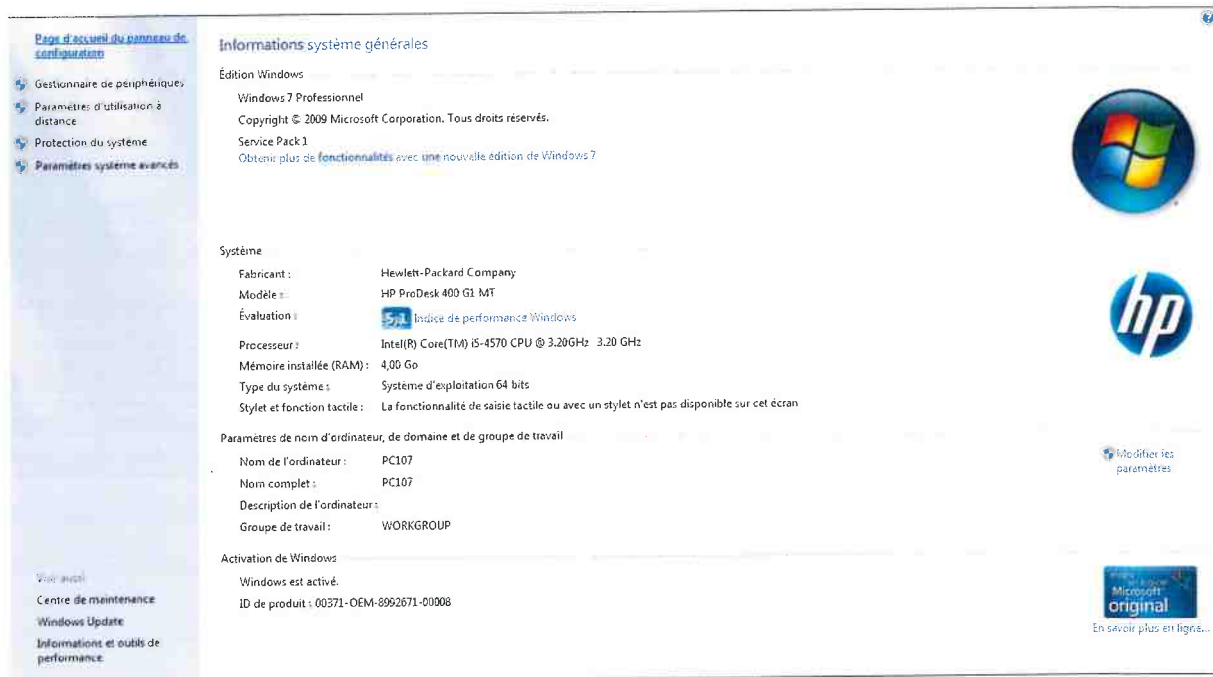 Page d'accueil du panneau de
configuration
Gestionnaire de périphériques
Paramètres d'utilisation à
distance
Protection du système
Paramètres système avancés
Informations système générales
Édition Windows
Windows 7 Professionnel
Copyright © 2009 Microsoft Corporation. Tous droits réservés.
Service Pack 1
Obtenir plus de fonctionnalités avec une nouvelle édition de Windows 7
Système
Fabricant : Hewlett-Packard Company
Modèle : HP ProDesk 400 G1 MT
Évaluation : Indice de performance Windows
Processeur : Intel(R) Core(TM) i5-4570 CPU @ 3.20GHz 3.20 GHz
Mémoire installée (RAM) : 4,00 Go
Type du système : Système d'exploitation 64 bits
Stylet et fonction tactile : La fonctionnalité de saisie tactile ou avec un stylet n'est pas disponible sur cet écran
hp
Paramètres de nom d'ordinateur, de domaine et de groupe de travail
Nom de l'ordinateur : PC107
Nom complet : PC107
Description de l'ordinateur :
Groupe de travail : WORKGROUP
Modifier les
paramètres
Activation de Windows
Windows est activé.
ID de produit : 00371-OEM-8992671-00008
Microsoft
original
En savoir plus en ligne...
Voir aussi
Centre de maintenance
Windows Update
Informations et outils de
performance